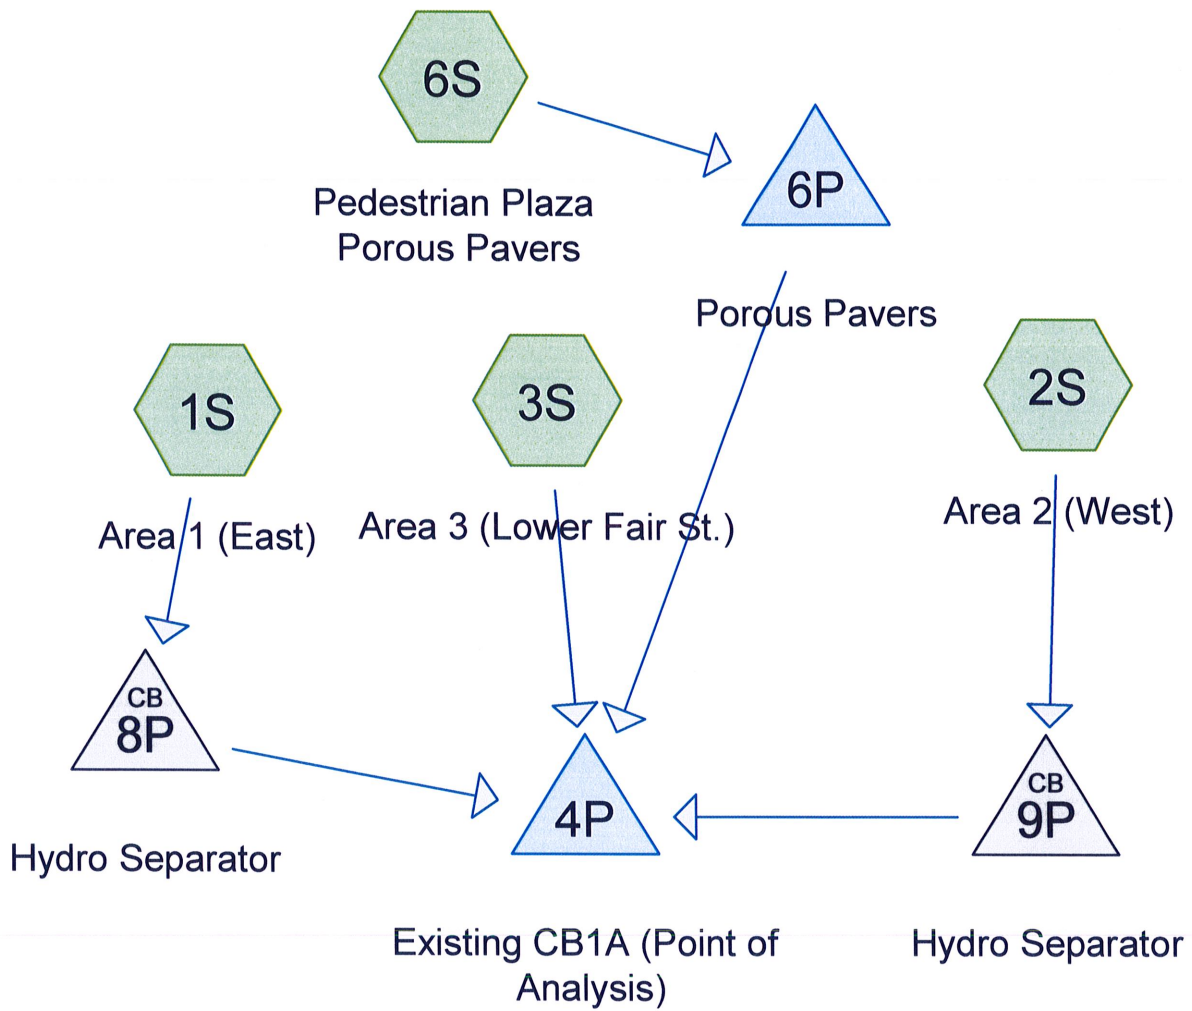 6S
6P
Pedestrian Plaza
Porous Pavers
Porous Pavers
1S
3S
2S
Area 1 (East)
Area 3 (Lower Fair St.)
Area 2 (West)
CB
8P
4P
CB
9P
Hydro Separator
Existing CB1A (Point of
Analysis)
Hydro Separator